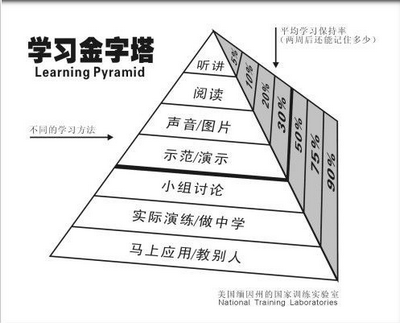 学习金字塔
Learning Pyramid
平均学习保持率
(两周后还能记住多少)
不同的学习方法
听讲
阅读
声音/图片
示范/演示
小组讨论
实际演练/做中学
马上应用/教别人
5%
10%
20%
30%
50%
75%
90%
美国缅因州的国家训练实验室
National Training Laboratories